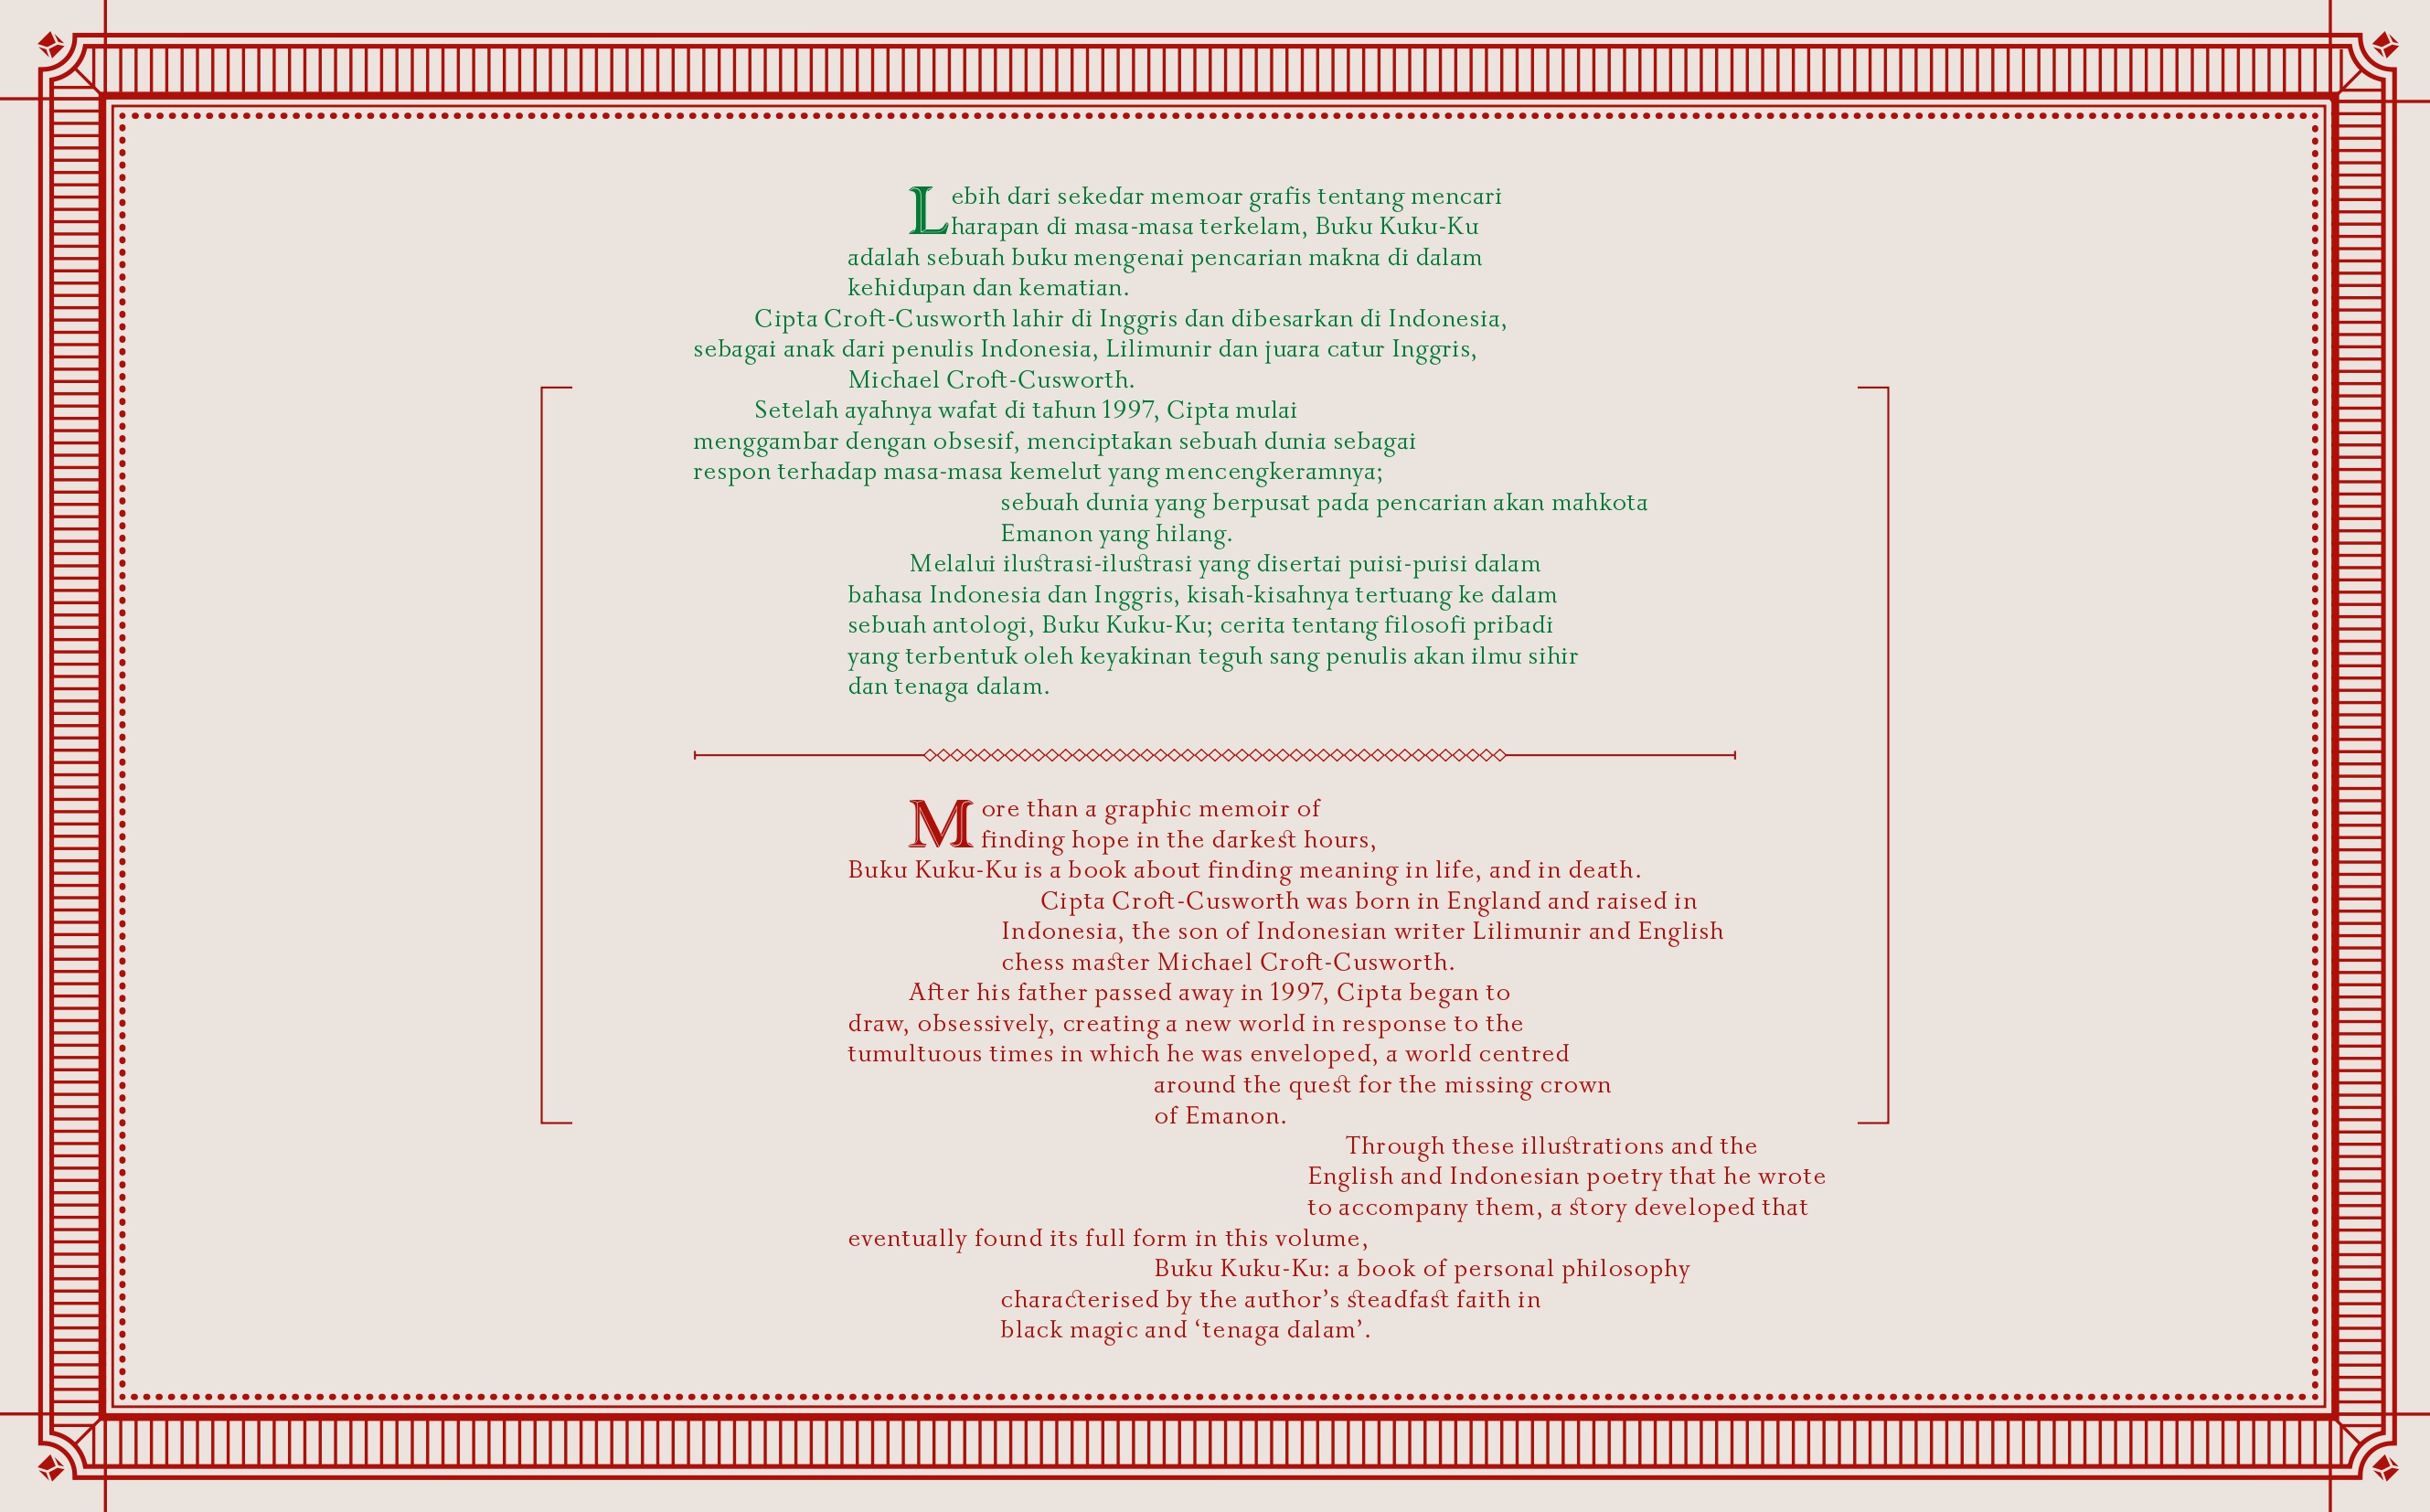 Lebih dari sekedar memoar grafis tentang mencari
harapan di masa-masa terkelam, Buku Kuku-Ku
adalah sebuah buku mengenai pencarian makna di dalam
kehidupan dan kematian.
Cipta Croft-Cusworth lahir di Inggris dan dibesarkan di Indonesia,
sebagai anak dari penulis Indonesia, Lilimunir dan juara catur Inggris,
Michael Croft-Cusworth.
Setelah ayahnya wafat di tahun 1997, Cipta mulai
menggambar dengan obsesif, menciptakan sebuah dunia sebagai
respon terhadap masa-masa kemelut yang mencengkeramnya;
sebuah dunia yang berpusat pada pencarian akan mahkota
Emanon yang hilang.
Melalui ilustrasi-ilustrasi yang disertai puisi-puisi dalam
bahasa Indonesia dan Inggris, kisah-kisahnya tertuang ke dalam
sebuah antologi, Buku Kuku-Ku; cerita tentang filosofi pribadi
yang terbentuk oleh keyakinan teguh sang penulis akan ilmu sihir
dan tenaga dalam.
More than a graphic memoir of
finding hope in the darkest hours,
Buku Kuku-Ku is a book about finding meaning in life, and in death.
Cipta Croft-Cusworth was born in England and raised in
Indonesia, the son of Indonesian writer Lilimunir and English
chess master Michael Croft-Cusworth.
After his father passed away in 1997, Cipta began to
draw, obsessively, creating a new world in response to the
tumultuous times in which he was enveloped, a world centred
around the quest for the missing crown
of Emanon.
Through these illustrations and the
English and Indonesian poetry that he wrote
to accompany them, a story developed that
eventually found its full form in this volume,
Buku Kuku-Ku: a book of personal philosophy
characterised by the author’s steadfast faith in
black magic and ‘tenaga dalam’.